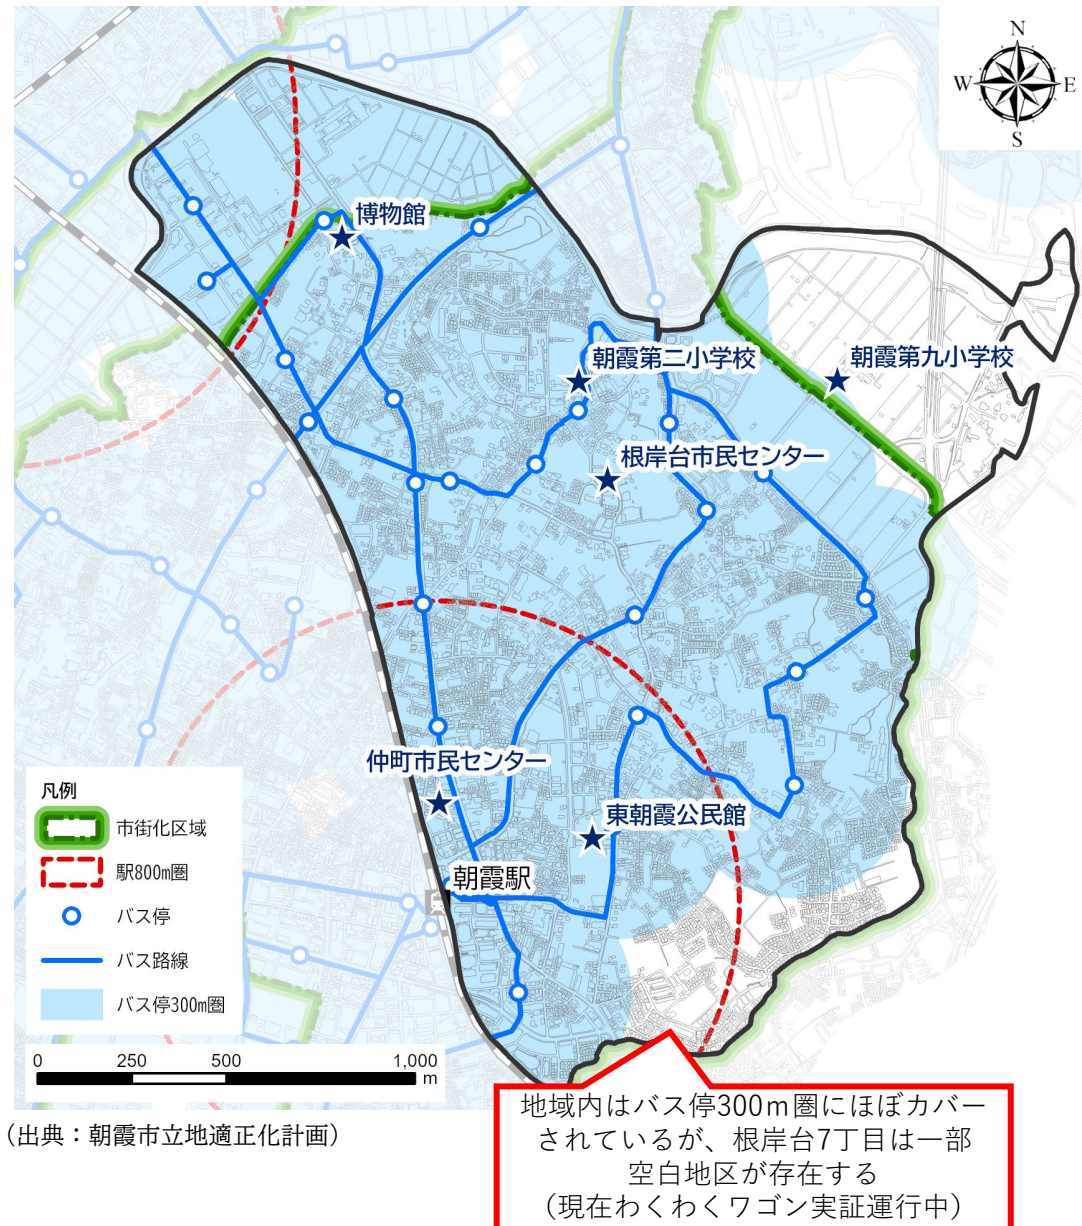 N
W
E
S
博物館
朝霞第二小学校
朝霞第九小学校
根岸台市民センター
仲町市民センター
東朝霞公民館
朝霞駅
凡例
市街化区域
駅800m圏
バス停
バス路線
バス停300m圏
0 250 500 1,000
m
(出典：朝霞市立地適正化計画)
地域内はバス停300m圏にほぼカバー
されているが、根岸台7丁目は一部
空白地区が存在する
(現在わくわくワゴン実証運行中)